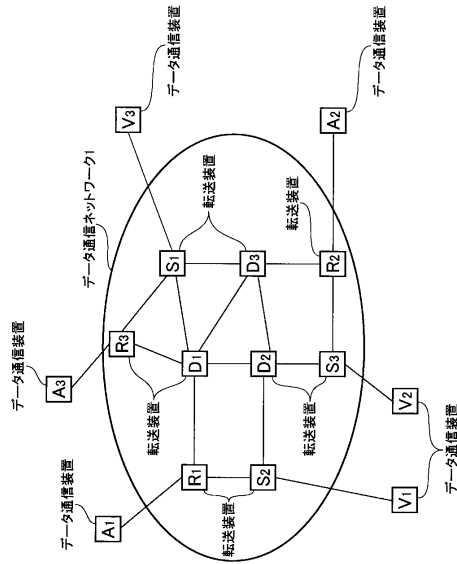 データ通信装置
V3
データ通信ネットワーク1
転送装置
データ通信装置
A2
S1
D3
転送装置
R2
データ通信装置
A3
R3
D1
D2
S3
転送装置
転送装置
V2
データ通信装置
A1
R1
S2
転送装置
V1
データ通信装置